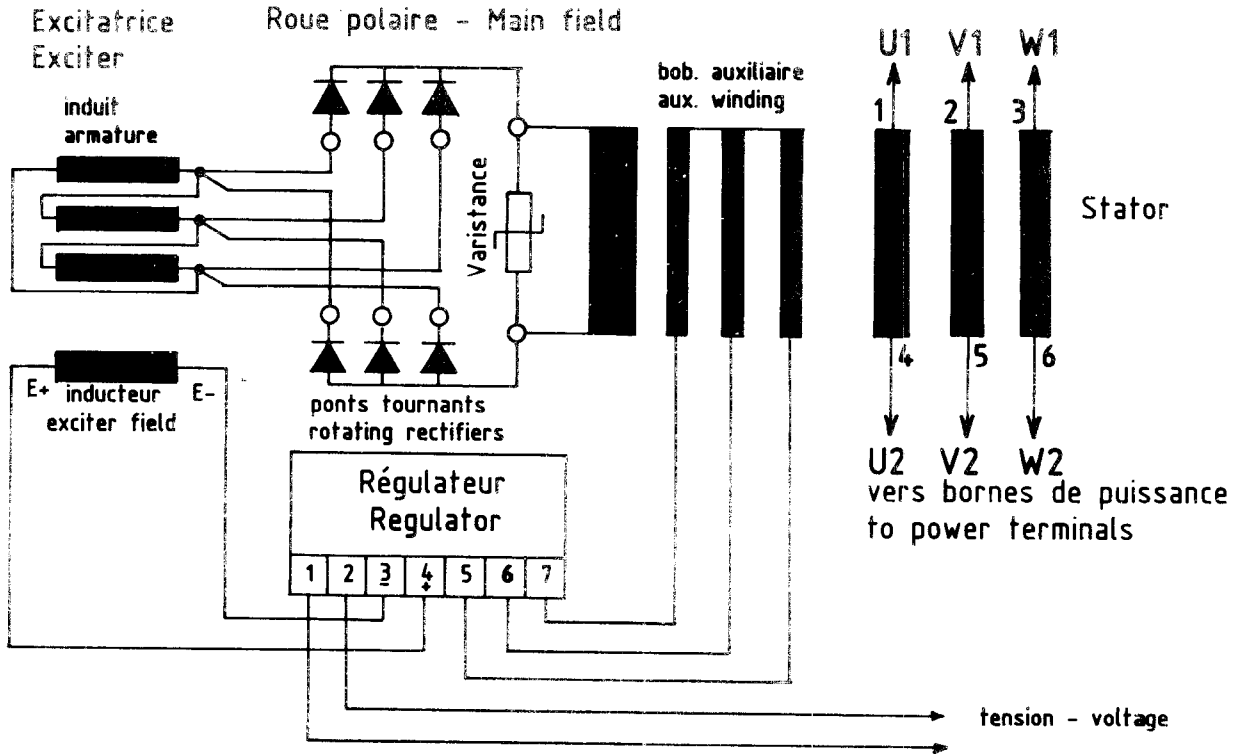 Excitatrice
Exciter
Roue polaire - Main field
induit
armature
bob. auxiliaire
aux. winding
U1 V1 W1
1 2 3
Varistance
Stator
4 5 6
E+ inducteur E-
exciter field
ponts tournants
rotating rectifiers
U2 V2 W2
vers bornes de puissance
to power terminals
Régulateur
Regulator
1 2 3 4 5 6 7
- +
tension - voltage